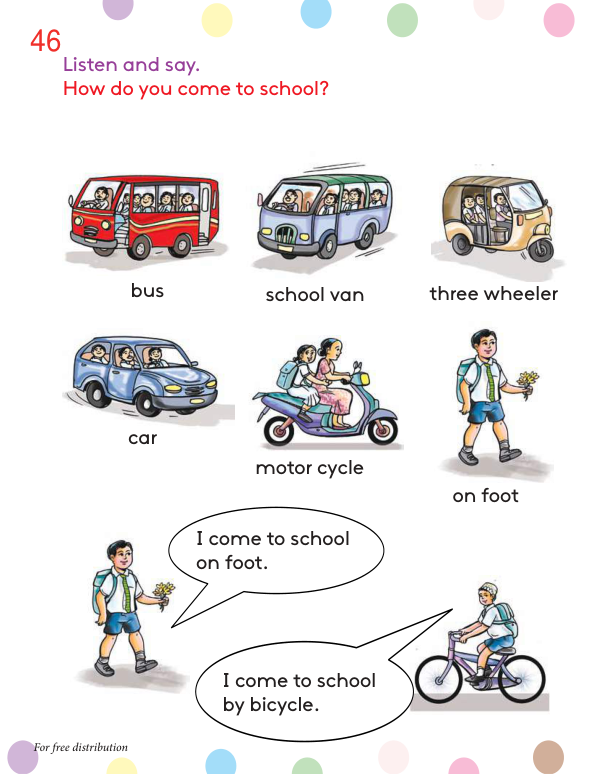 46
Listen and say.
How do you come to school?
bus
school van
three wheeler
car
motor cycle
on foot
I come to school
on foot.
I come to school
by bicycle.
For free distribution